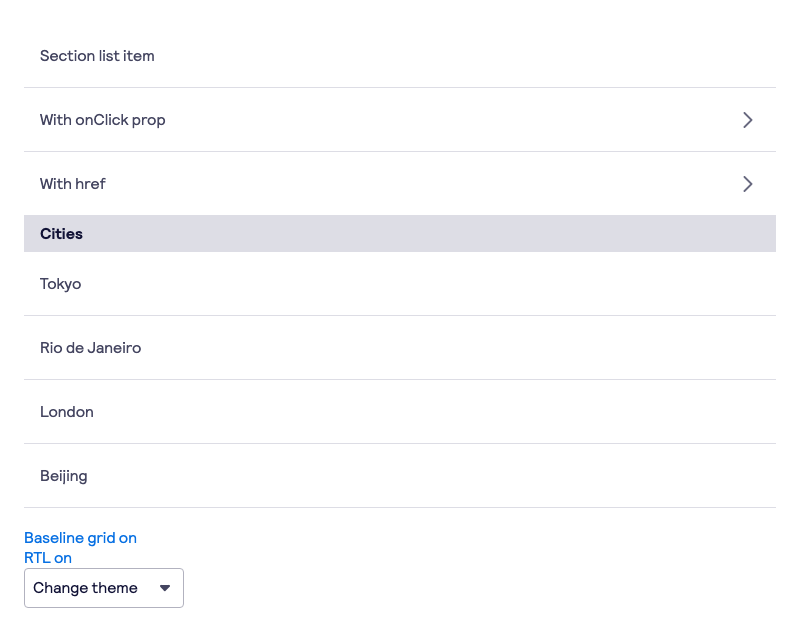 Section list item
With onClick prop
With href
Cities
Tokyo
Rio de Janeiro
London
Beijing
Baseline grid on
RTL on
Change theme